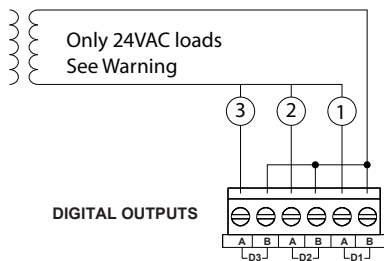 Only 24VAC loads
See Warning
3 2 1
DIGITAL OUTPUTS
A B A B A B
D3 D2 D1